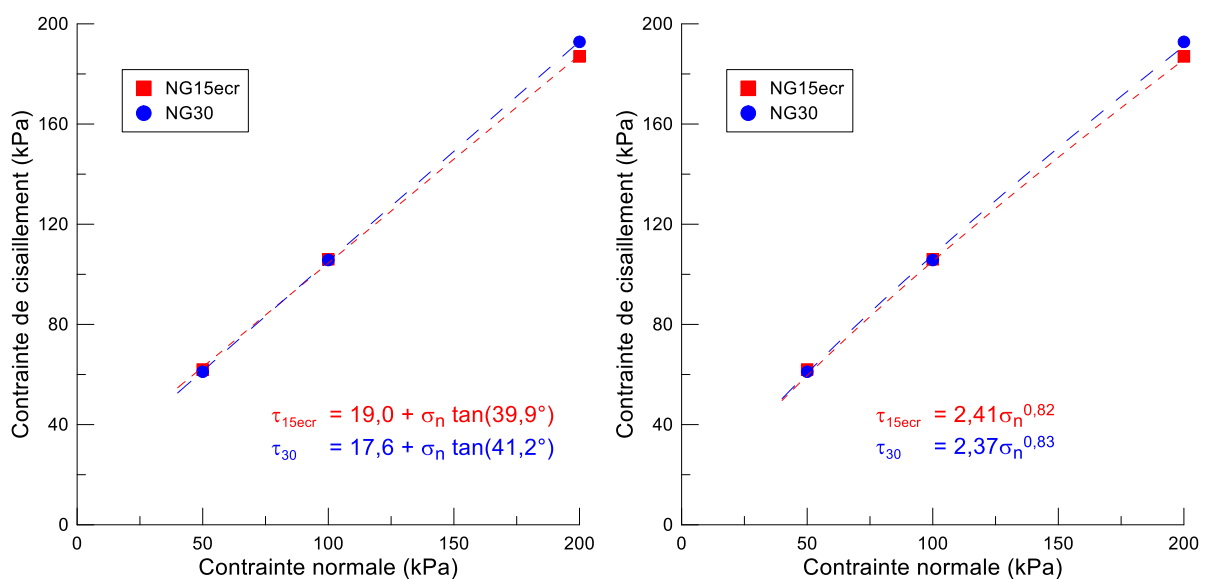 200
160
120
80
40
0
Contrainte de cisaillement (kPa)
NG15ecr
NG30
τ15ecr = 19,0 + σn tan(39,9°)
τ30 = 17,6 + σn tan(41,2°)
0 50 100 150 200
Contrainte normale (kPa)
200
160
120
80
40
0
Contrainte de cisaillement (kPa)
NG15ecr
NG30
τ15ecr = 2,41σn0,82
τ30 = 2,37σn0,83
0 50 100 150 200
Contrainte normale (kPa)